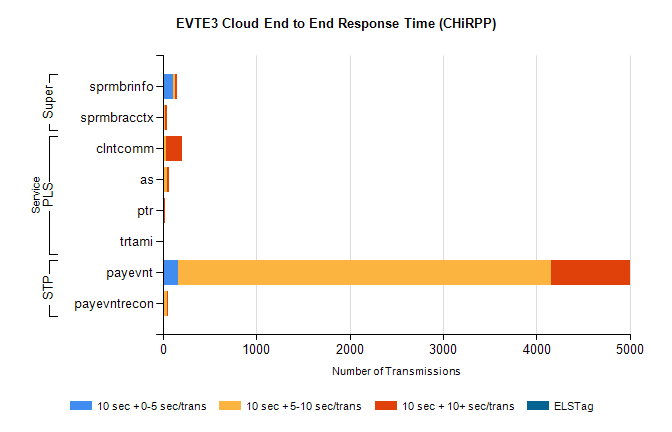 EVTE3 Cloud End to End Response Time (CHiRPP)
Service
Super
sprmbrinfo
sprmbracctx
PLS
clntcomm
as
ptr
trtami
STP
payevnt
payevntrecon
0 1000 2000 3000 4000 5000
Number of Transmissions
10 sec +0-5 sec/trans 10 sec +5-10 sec/trans 10 sec + 10+ sec/trans ELSTag